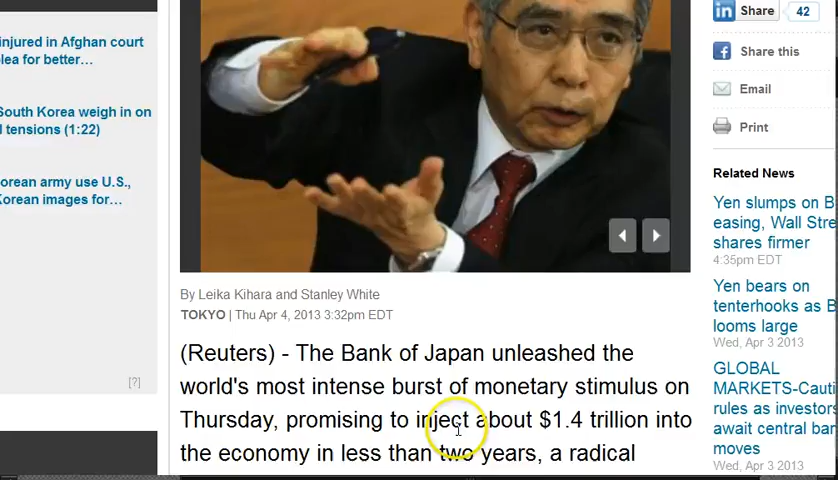 injured in Afghan court
lea for better…
South Korea weigh in on
tensions (1:22)
orean army use U.S.,
Korean images for…
[?]
By Leika Kihara and Stanley White
TOKYO | Thu Apr 4, 2013 3:32pm EDT
(Reuters) - The Bank of Japan unleashed the
world's most intense burst of monetary stimulus on
Thursday, promising to inject about $1.4 trillion into
the economy in less than two years, a radical
in Share 42
f Share this
Email
Print
Related News
Yen slumps on B
easing, Wall Stre
shares firmer
4:35pm EDT
Yen bears on
tenterhooks as B
looms large
Wed, Apr 3 2013
GLOBAL
MARKETS-Cauti
rules as investors
await central ban
moves
Wed, Apr 3 2013